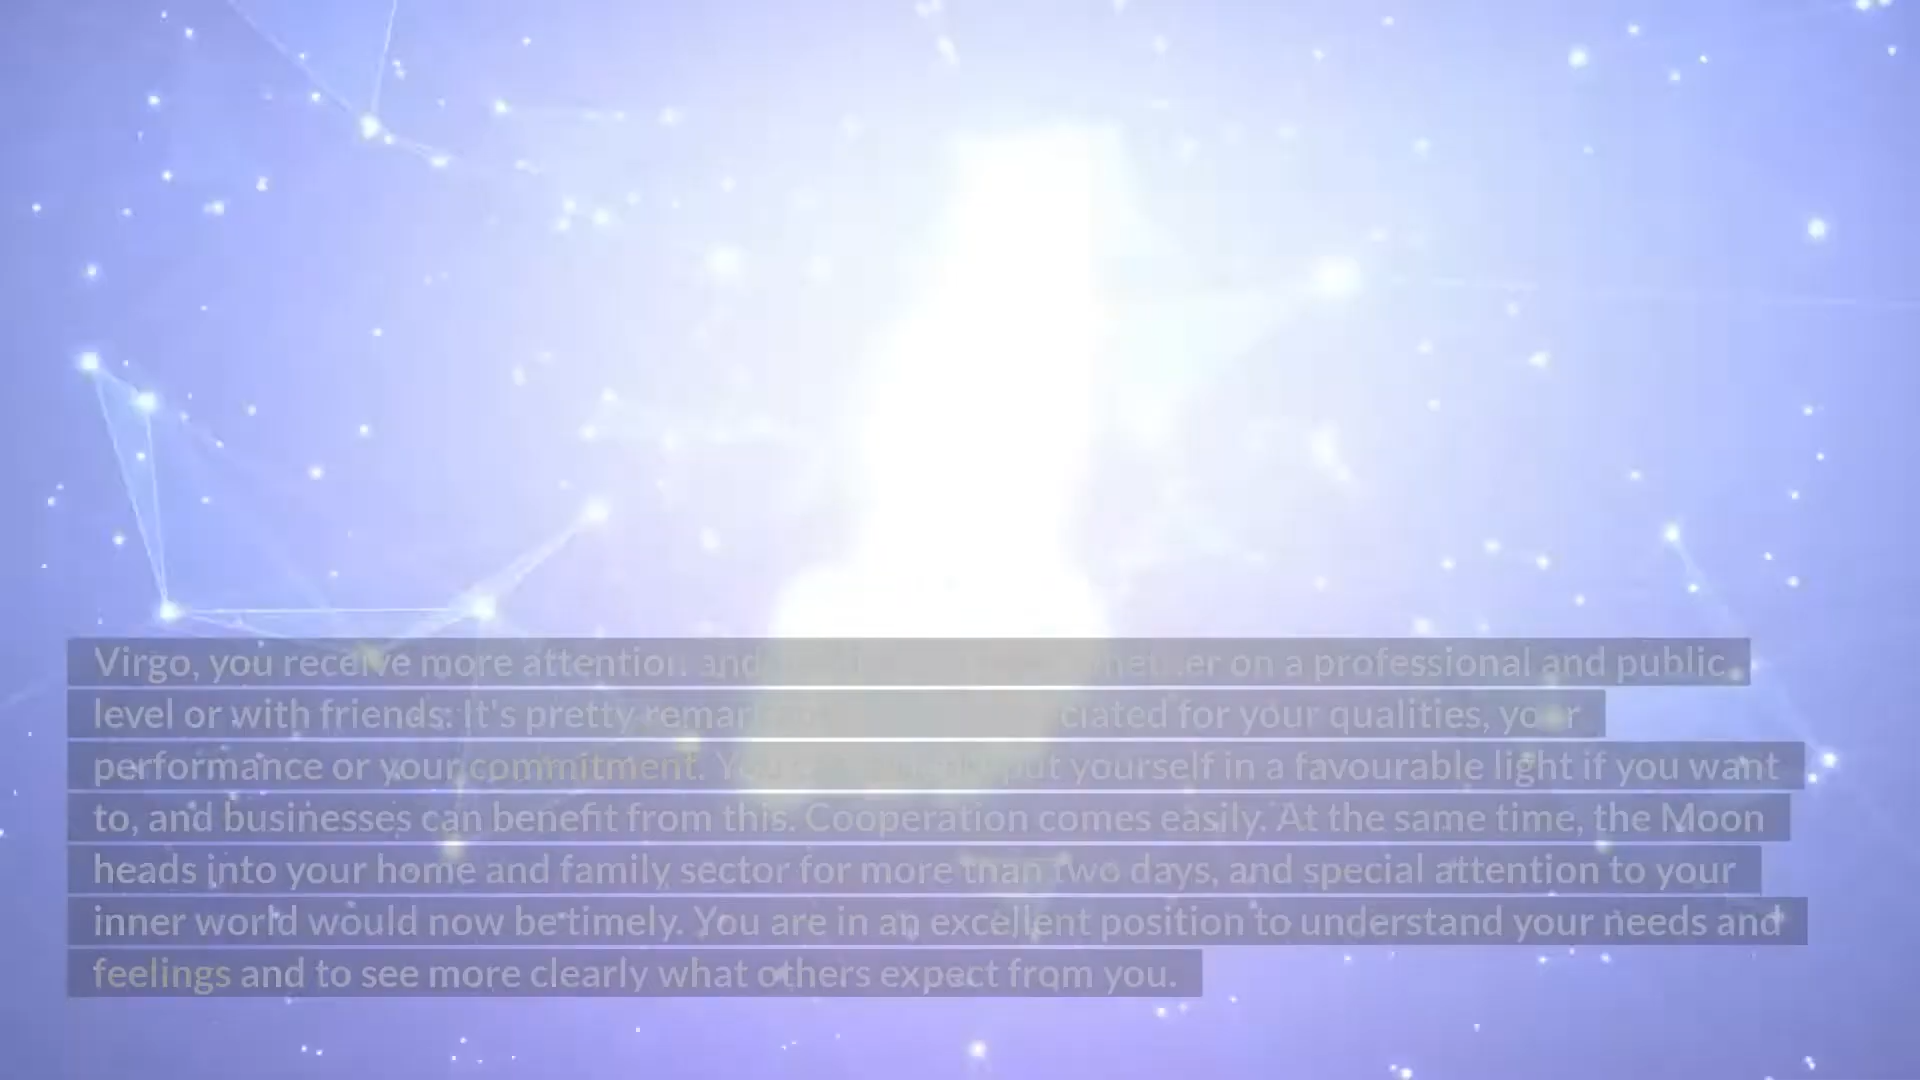 Virgo, you receive more attention and on a professional and public
level or with friends. It's pretty for your qualities, your
performance or your commitment. put yourself in a favourable light if you want
to, and businesses can benefit from this. Cooperation comes easily. At the same time, the Moon
heads into your home and family sector for more than two days, and special attention to your
inner world would now be timely. You are in an excellent position to understand your needs and
feelings and to see more clearly what others expect from you.